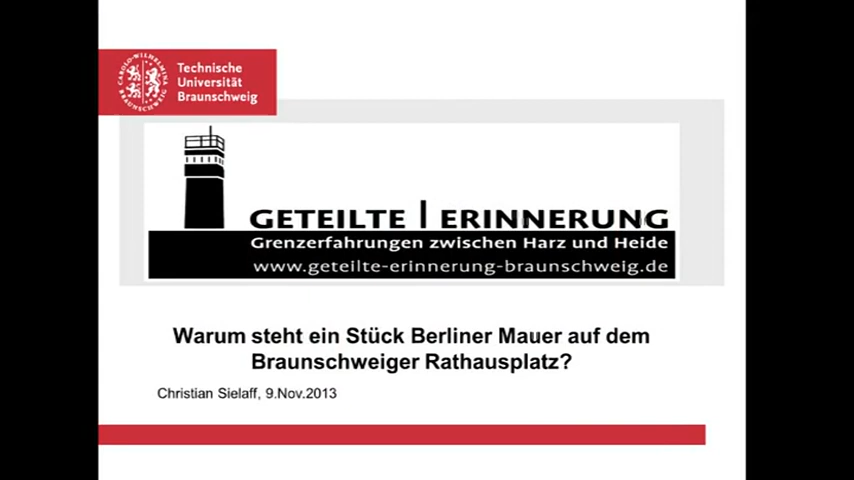 Technische
Universität
Braunschweig
GETEILTE | ERINNERUNG
Grenzerfahrungen zwischen Harz und Heide
www.geteilte-erinnerung-braunschweig.de
Warum steht ein Stück Berliner Mauer auf dem
Braunschweiger Rathausplatz?
Christian Sielaff, 9.Nov.2013